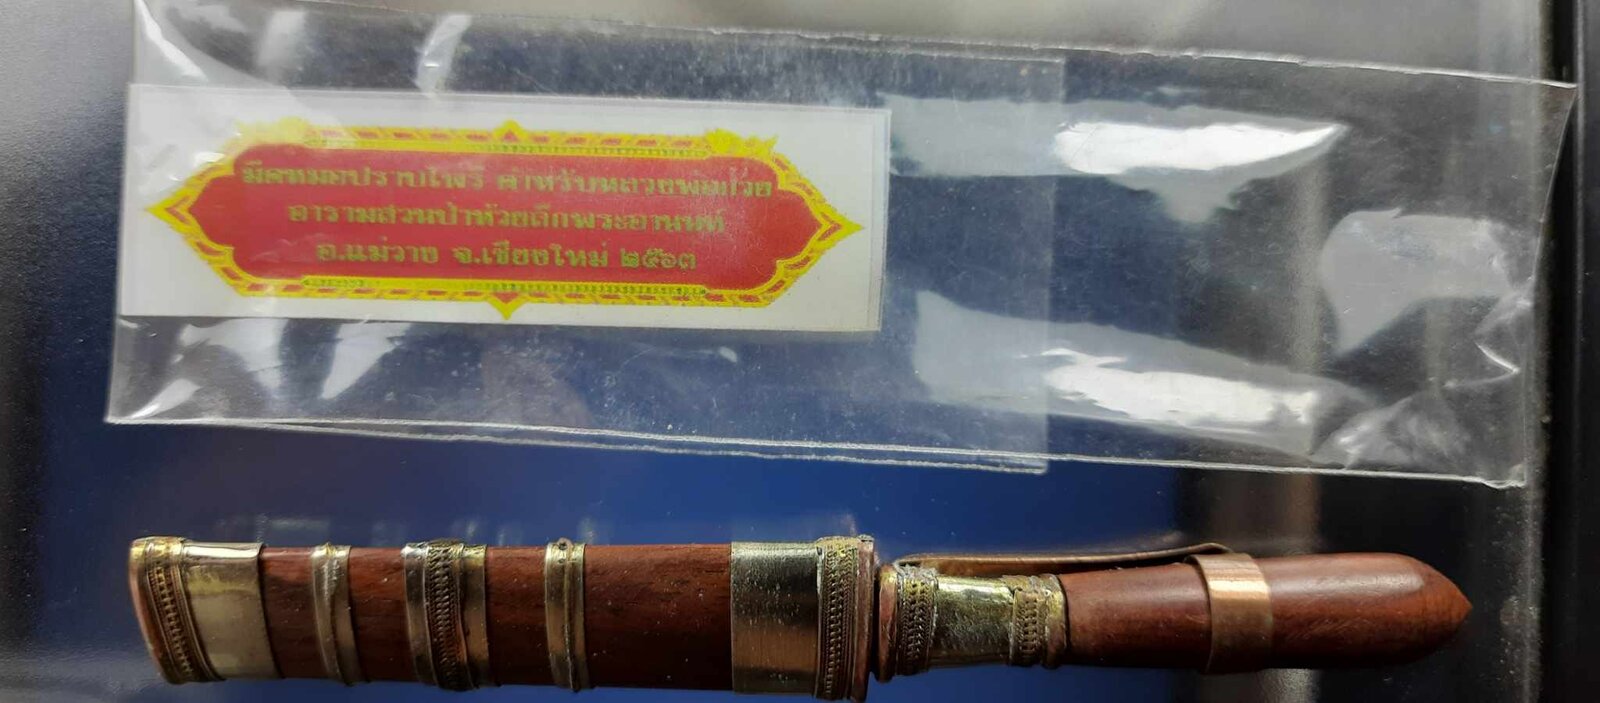 มีดหมอปราบไพรี ตำหรับหลวงพ่อกวย
อารามสวนป่าห้วยลึกพระอานนท์
อ.แม่วาง จ.เชียงใหม่ ๒๕๖๓